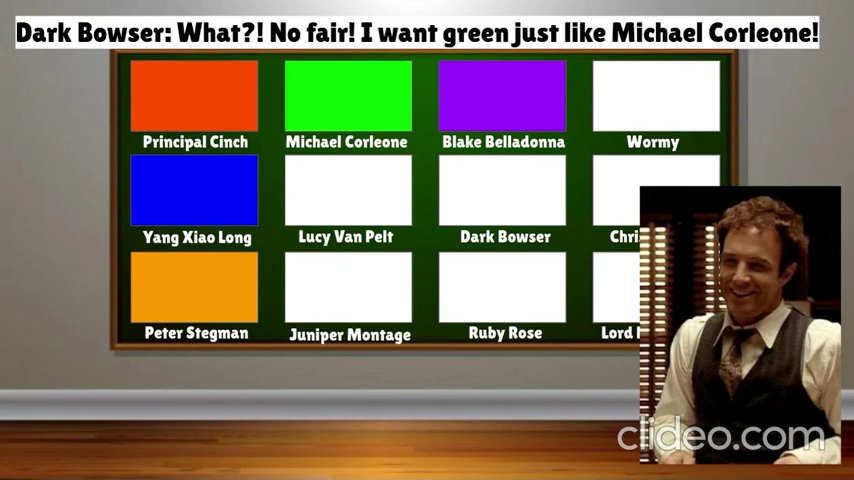 Dark Bowser: What?! No fair! I want green just like Michael Corleone!
Principal Cinch Michael Corleone Blake Belladonna Wormy
Yang Xiao Long Lucy Van Pelt Dark Bowser
Peter Stegman Juniper Montage Ruby Rose Lord
clideo.com